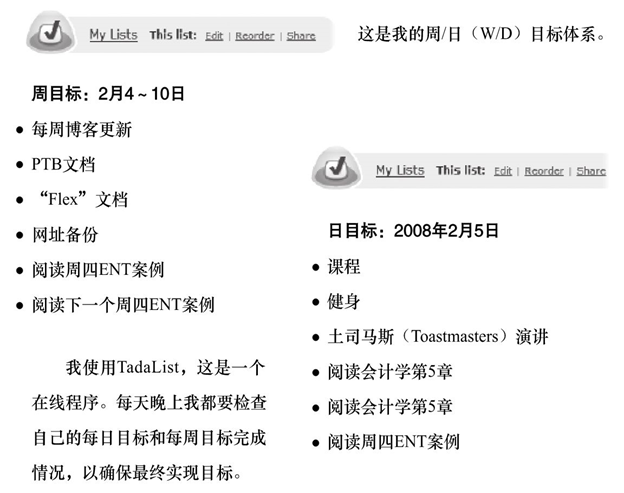 My Lists This list: Edit | Reorder | Share
这是我的周/日（W/D）目标体系。
周目标：2月4～10日
● 每周博客更新
● PTB文档
● “Flex”文档
● 网址备份
● 阅读周四ENT案例
● 阅读下一个周四ENT案例
我使用TadaList，这是一个
在线程序。每天晚上我都要检查
自己的每日目标和每周目标完成
情况，以确保最终实现目标。
My Lists This list: Edit | Reorder | Share
日目标：2008年2月5日
● 课程
● 健身
● 土司马斯（Toastmasters）演讲
● 阅读会计学第5章
● 阅读会计学第5章
● 阅读周四ENT案例